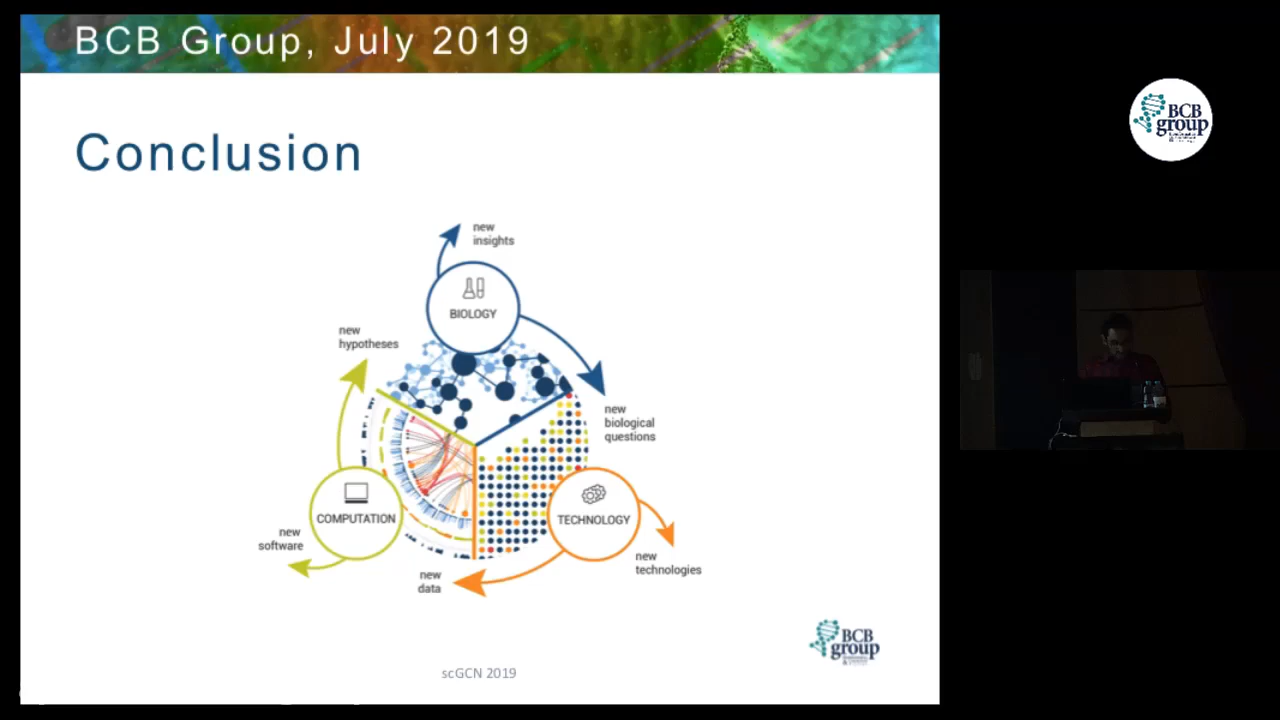 BCB Group, July 2019
Conclusion
new
insights
BIOLOGY
new
hypotheses
new
biological
questions
COMPUTATION
TECHNOLOGY
new
software
new
technologies
new
data
BCB
group
scGCN 2019
BCB
group